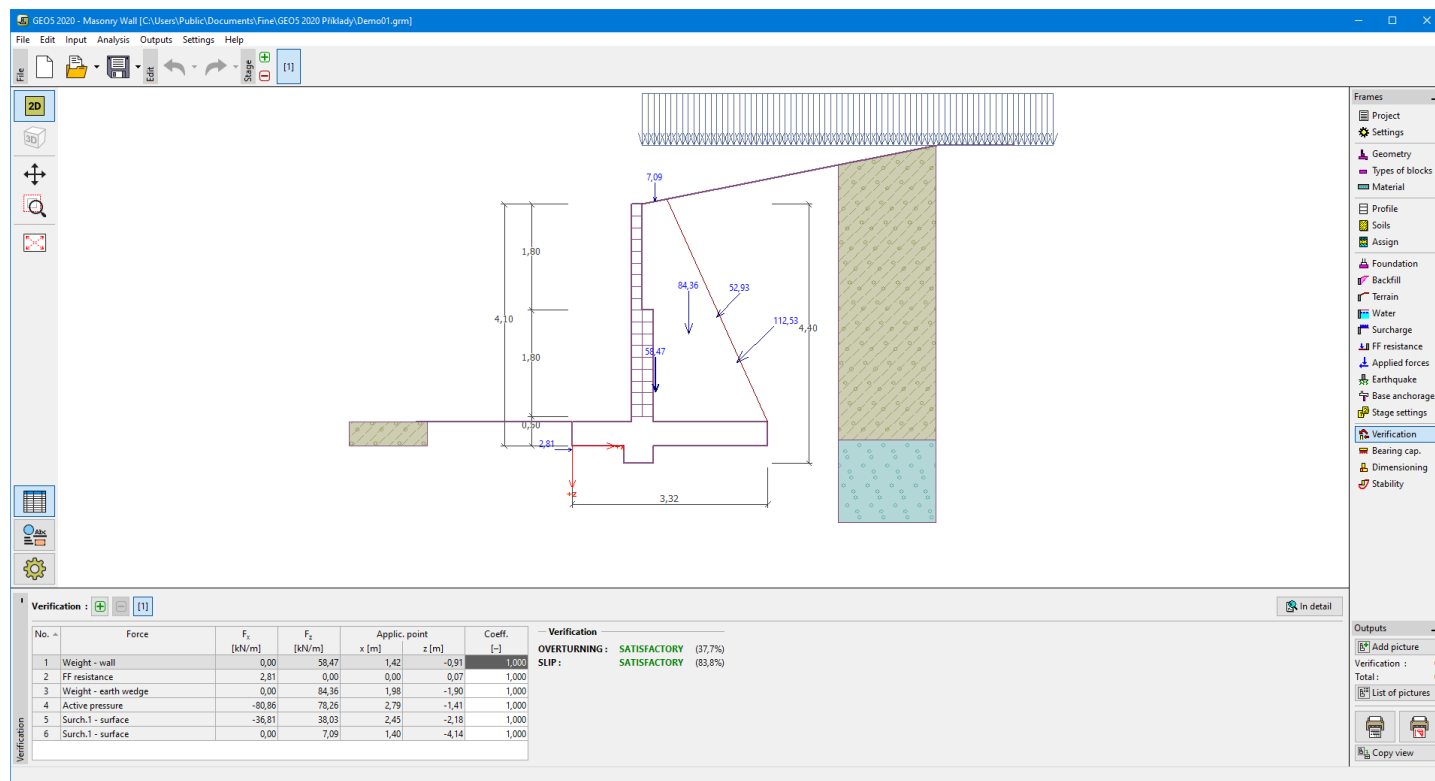 GEO5 2020 - Masonry Wall [C:\Users\Public\Documents\Fine\GEO5 2020 Příklady\Demo01.grm]
File Edit Input Analysis Outputs Settings Help
File Edit Stage [1]
2D
3D
Frames
Project
Settings
Geometry
Types of blocks
Material
Profile
Soils
Assign
Foundation
Backfill
Terrain
Water
Surcharge
FF resistance
Applied forces
Earthquake
Base anchorage
Stage settings
Verification
Bearing cap.
Dimensioning
Stability
7,09
1,80
84,36
52,93
4,10
112,53
4,40
58,47
1,80
0,50
2,81
+x
+z
3,32
Abc
Verification : [1]
In detail
No. Force Fx Fz Applic. point Coeff.
[kN/m] [kN/m] x [m] z [m] [–]
1 Weight - wall 0,00 58,47 1,42 -0,91 1,000
2 FF resistance 2,81 0,00 0,00 0,07 1,000
3 Weight - earth wedge 0,00 84,36 1,98 -1,90 1,000
4 Active pressure -80,86 78,26 2,79 -1,41 1,000
5 Surch.1 - surface -36,81 38,03 2,45 -2,18 1,000
6 Surch.1 - surface 0,00 7,09 1,40 -4,14 1,000
Verification
OVERTURNING : SATISFACTORY (37,7%)
SLIP : SATISFACTORY (83,8%)
Verification
Outputs
Add picture
Verification :
Total :
List of pictures
Copy view